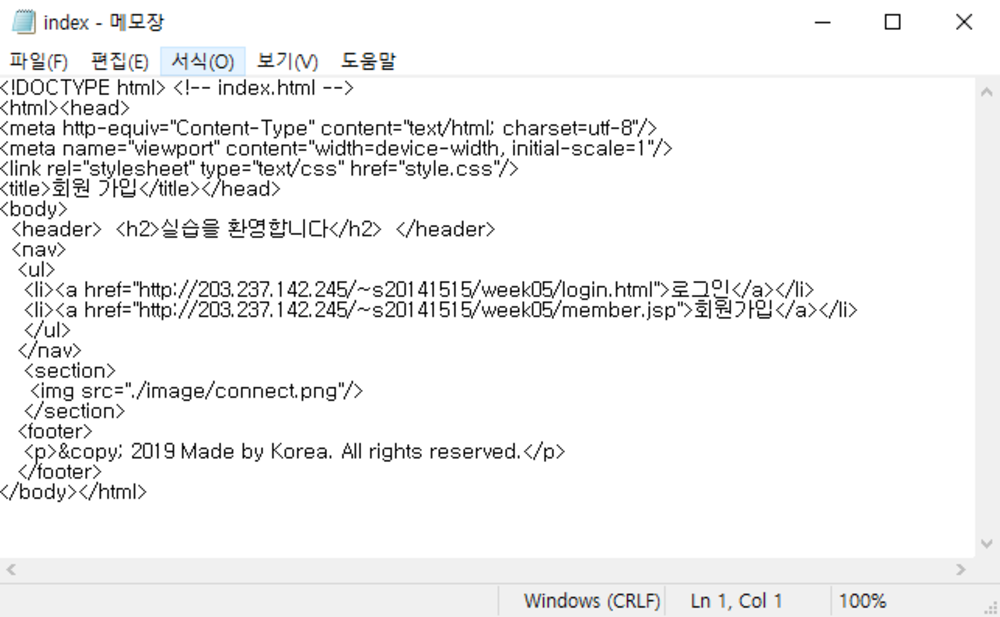 index - 메모장
파일(F) 편집(E) 서식(O) 보기(V) 도움말
<!DOCTYPE html> <!-- index.html -->
<html><head>
<meta http-equiv="Content-Type" content="text/html; charset=utf-8"/>
<meta name="viewport" content="width=device-width, initial-scale=1"/>
<link rel="stylesheet" type="text/css" href="style.css"/>
<title>회원 가입</title></head>
<body>
  <header>  <h2>실습을 환영합니다</h2>  </header>
  <nav>
   <ul>
    <li><a href="http://203.237.142.245/~s20141515/week05/login.html">로그인</a></li>
    <li><a href="http://203.237.142.245/~s20141515/week05/member.jsp">회원가입</a></li>
    </ul>
   </nav>
    <section>
     <img src="./image/connect.png"/>
    </section>
   <footer>
    <p>&copy; 2019 Made by Korea. All rights reserved.</p>
   </footer>
</body></html>
Windows (CRLF) Ln 1, Col 1 100%